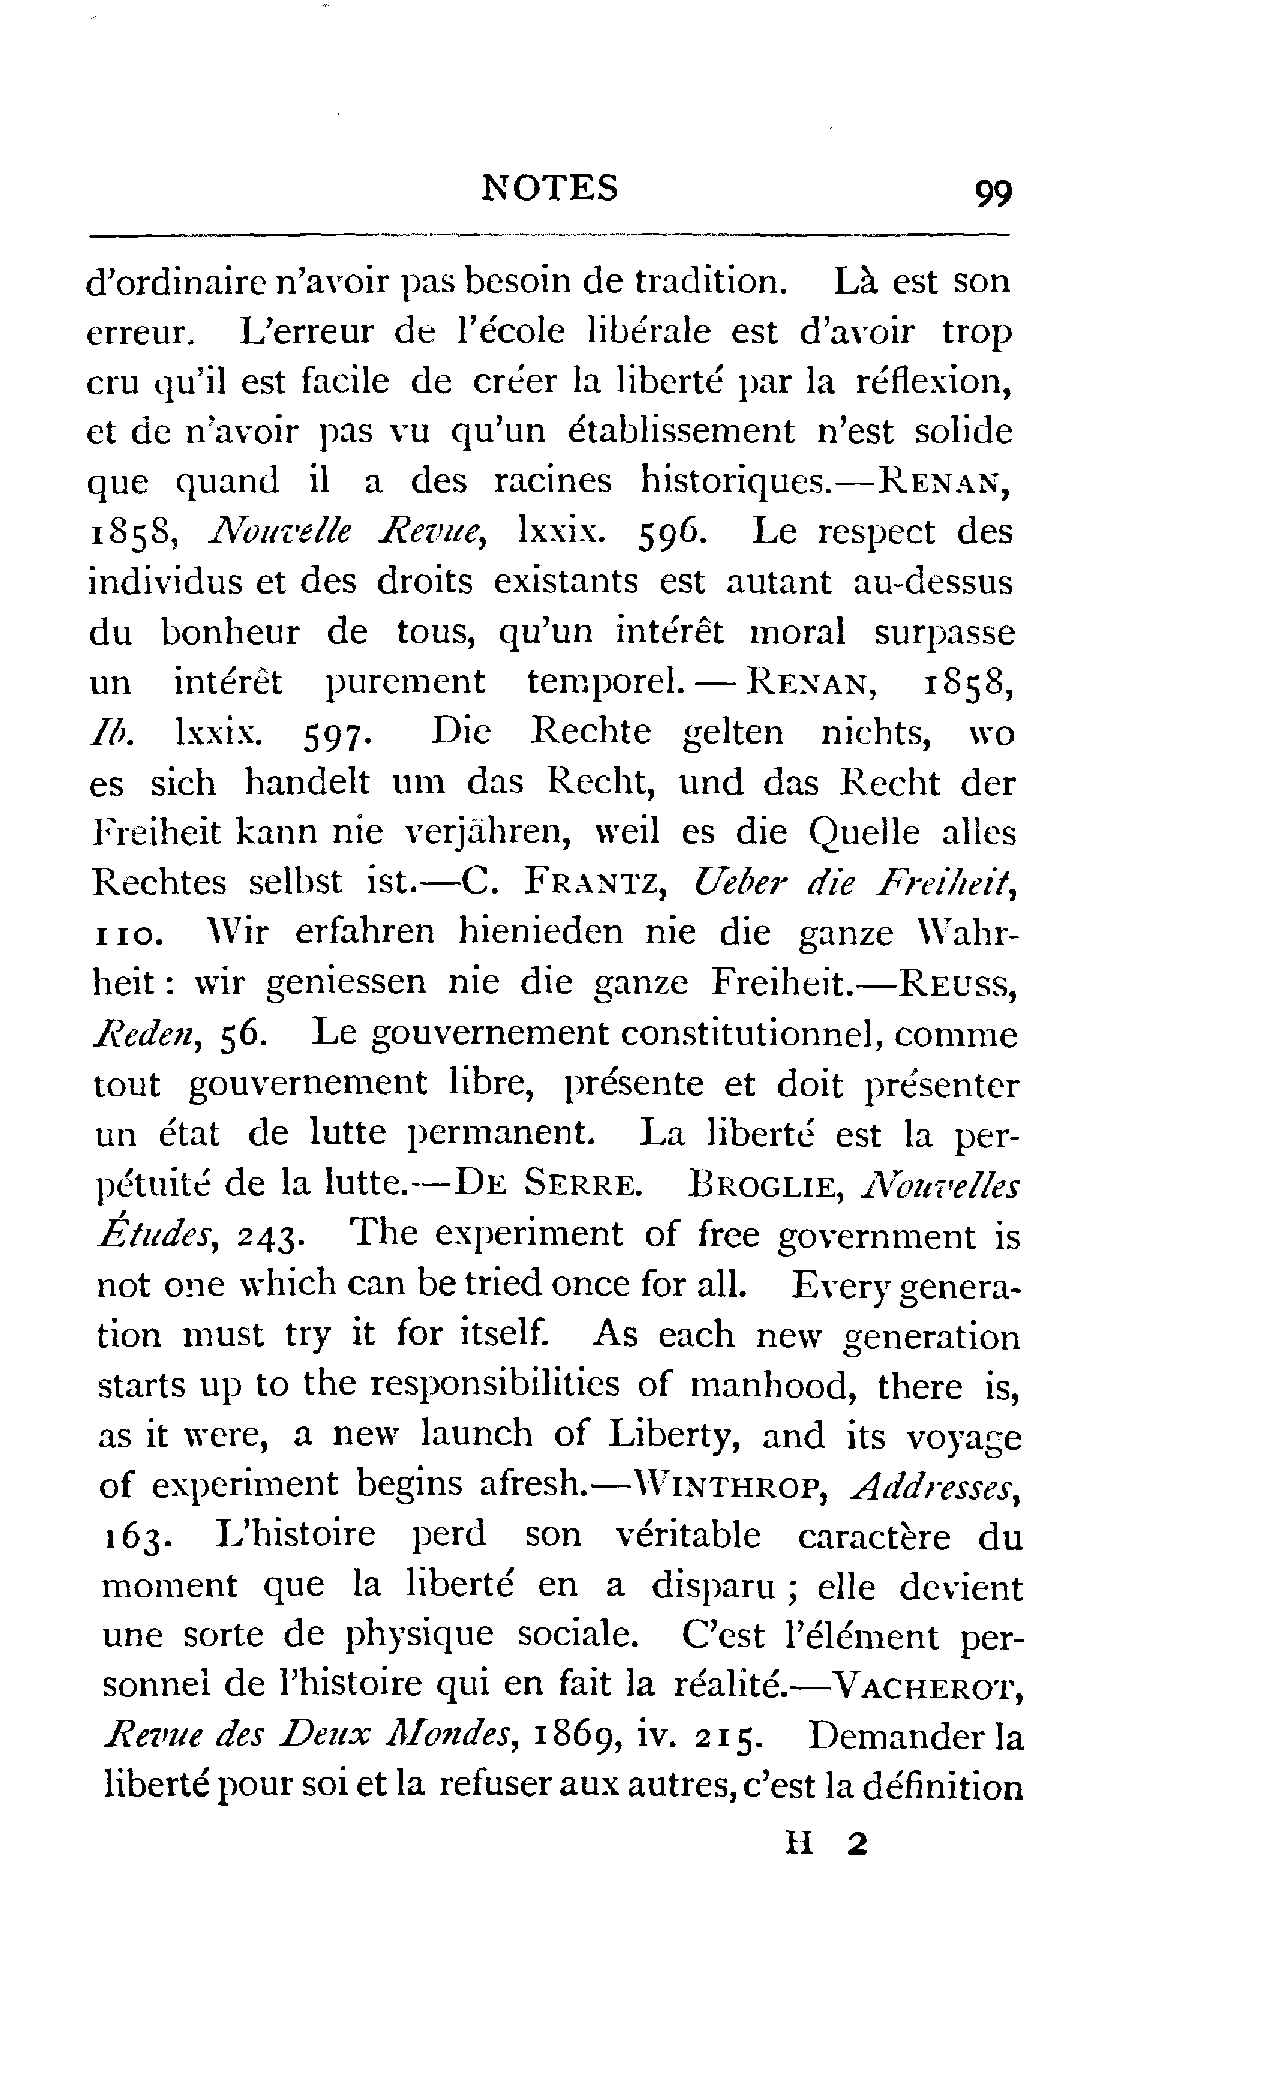 NOTES 99
d'ordinaire n'avoir pas besoin de tradition. Là est son
erreur. L'erreur de l'école libérale est d'avoir trop
cru qu'il est facile de créer la liberté par la réflexion,
et de n'avoir pas vu qu'un établissement n'est solide
que quand il a des racines historiques.—RENAN,
1858, Nouvelle Revue, lxxix. 596. Le respect des
individus et des droits existants est autant au-dessus
du bonheur de tous, qu'un intérêt moral surpasse
un intérêt purement temporel.—RENAN, 1858,
Ib. lxxix. 597. Die Rechte gelten nichts, wo
es sich handelt um das Recht, und das Recht der
Freiheit kann nie verjähren, weil es die Quelle alles
Rechtes selbst ist.—C. FRANTZ, Ueber die Freiheit,
110. Wir erfahren hienieden nie die ganze Wahr-
heit : wir geniessen nie die ganze Freiheit.—REUSS,
Reden, 56. Le gouvernement constitutionnel, comme
tout gouvernement libre, présente et doit présenter
un état de lutte permanent. La liberté est la per-
pétuité de la lutte.—DE SERRE. BROGLIE, Nouvelles
Études, 243. The experiment of free government is
not one which can be tried once for all. Every genera-
tion must try it for itself. As each new generation
starts up to the responsibilities of manhood, there is,
as it were, a new launch of Liberty, and its voyage
of experiment begins afresh.—WINTHROP, Addresses,
163. L'histoire perd son véritable caractère du
moment que la liberté en a disparu ; elle devient
une sorte de physique sociale. C'est l'élément per-
sonnel de l'histoire qui en fait la réalité.—VACHEROT,
Revue des Deux Mondes, 1869, iv. 215. Demander la
liberté pour soi et la refuser aux autres, c'est la définition
H 2